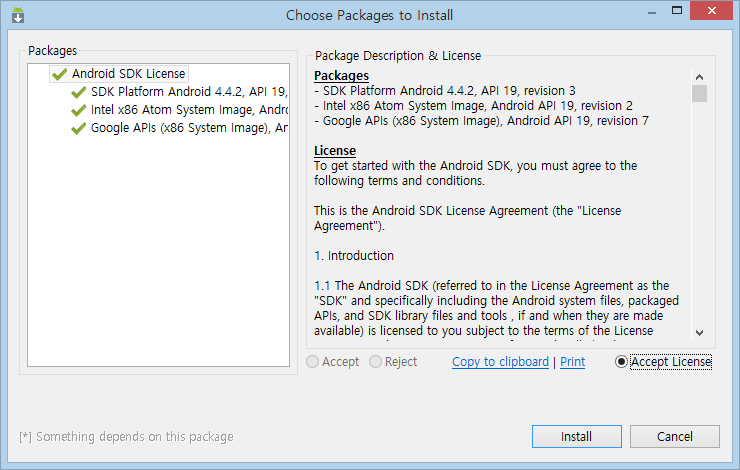 Choose Packages to Install
Packages
Android SDK License
SDK Platform Android 4.4.2, API 19,
Intel x86 Atom System Image, Andr
Google APIs (x86 System Image), An
Package Description & License
Packages
- SDK Platform Android 4.4.2, API 19, revision 3
- Intel x86 Atom System Image, Android API 19, revision 2
- Google APIs (x86 System Image), Android API 19, revision 7
License
To get started with the Android SDK, you must agree to the
following terms and conditions.
This is the Android SDK License Agreement (the "License
Agreement").
1. Introduction
1.1 The Android SDK (referred to in the License Agreement as the
"SDK" and specifically including the Android system files, packaged
APIs, and SDK library files and tools , if and when they are made
available) is licensed to you subject to the terms of the License
Accept Reject Copy to clipboard | Print Accept License
[*] Something depends on this package
Install Cancel